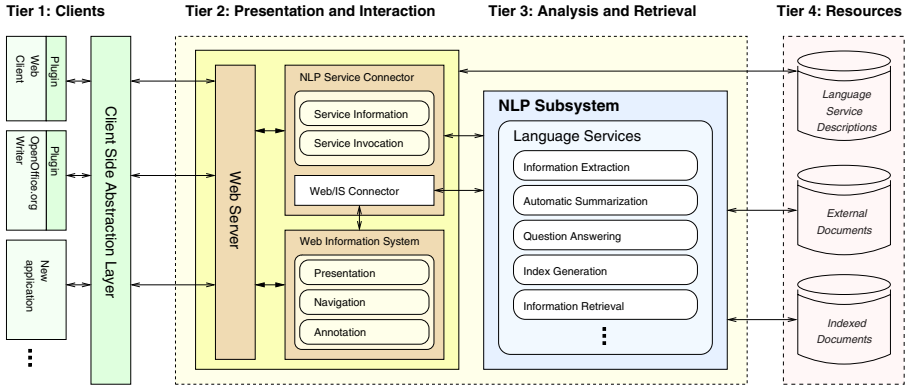 Tier 1: Clients
Tier 2: Presentation and Interaction
Tier 3: Analysis and Retrieval
Tier 4: Resources
Plugin
Web
Client
Plugin
OpenOffice.org
Writer
New
application
...
Client Side Abstraction Layer
Web Server
NLP Service Connector
Service Information
Service Invocation
Web/IS Connector
Web Information System
Presentation
Navigation
Annotation
NLP Subsystem
Language Services
Information Extraction
Automatic Summarization
Question Answering
Index Generation
Information Retrieval
...
Language
Service
Descriptions
External
Documents
Indexed
Documents